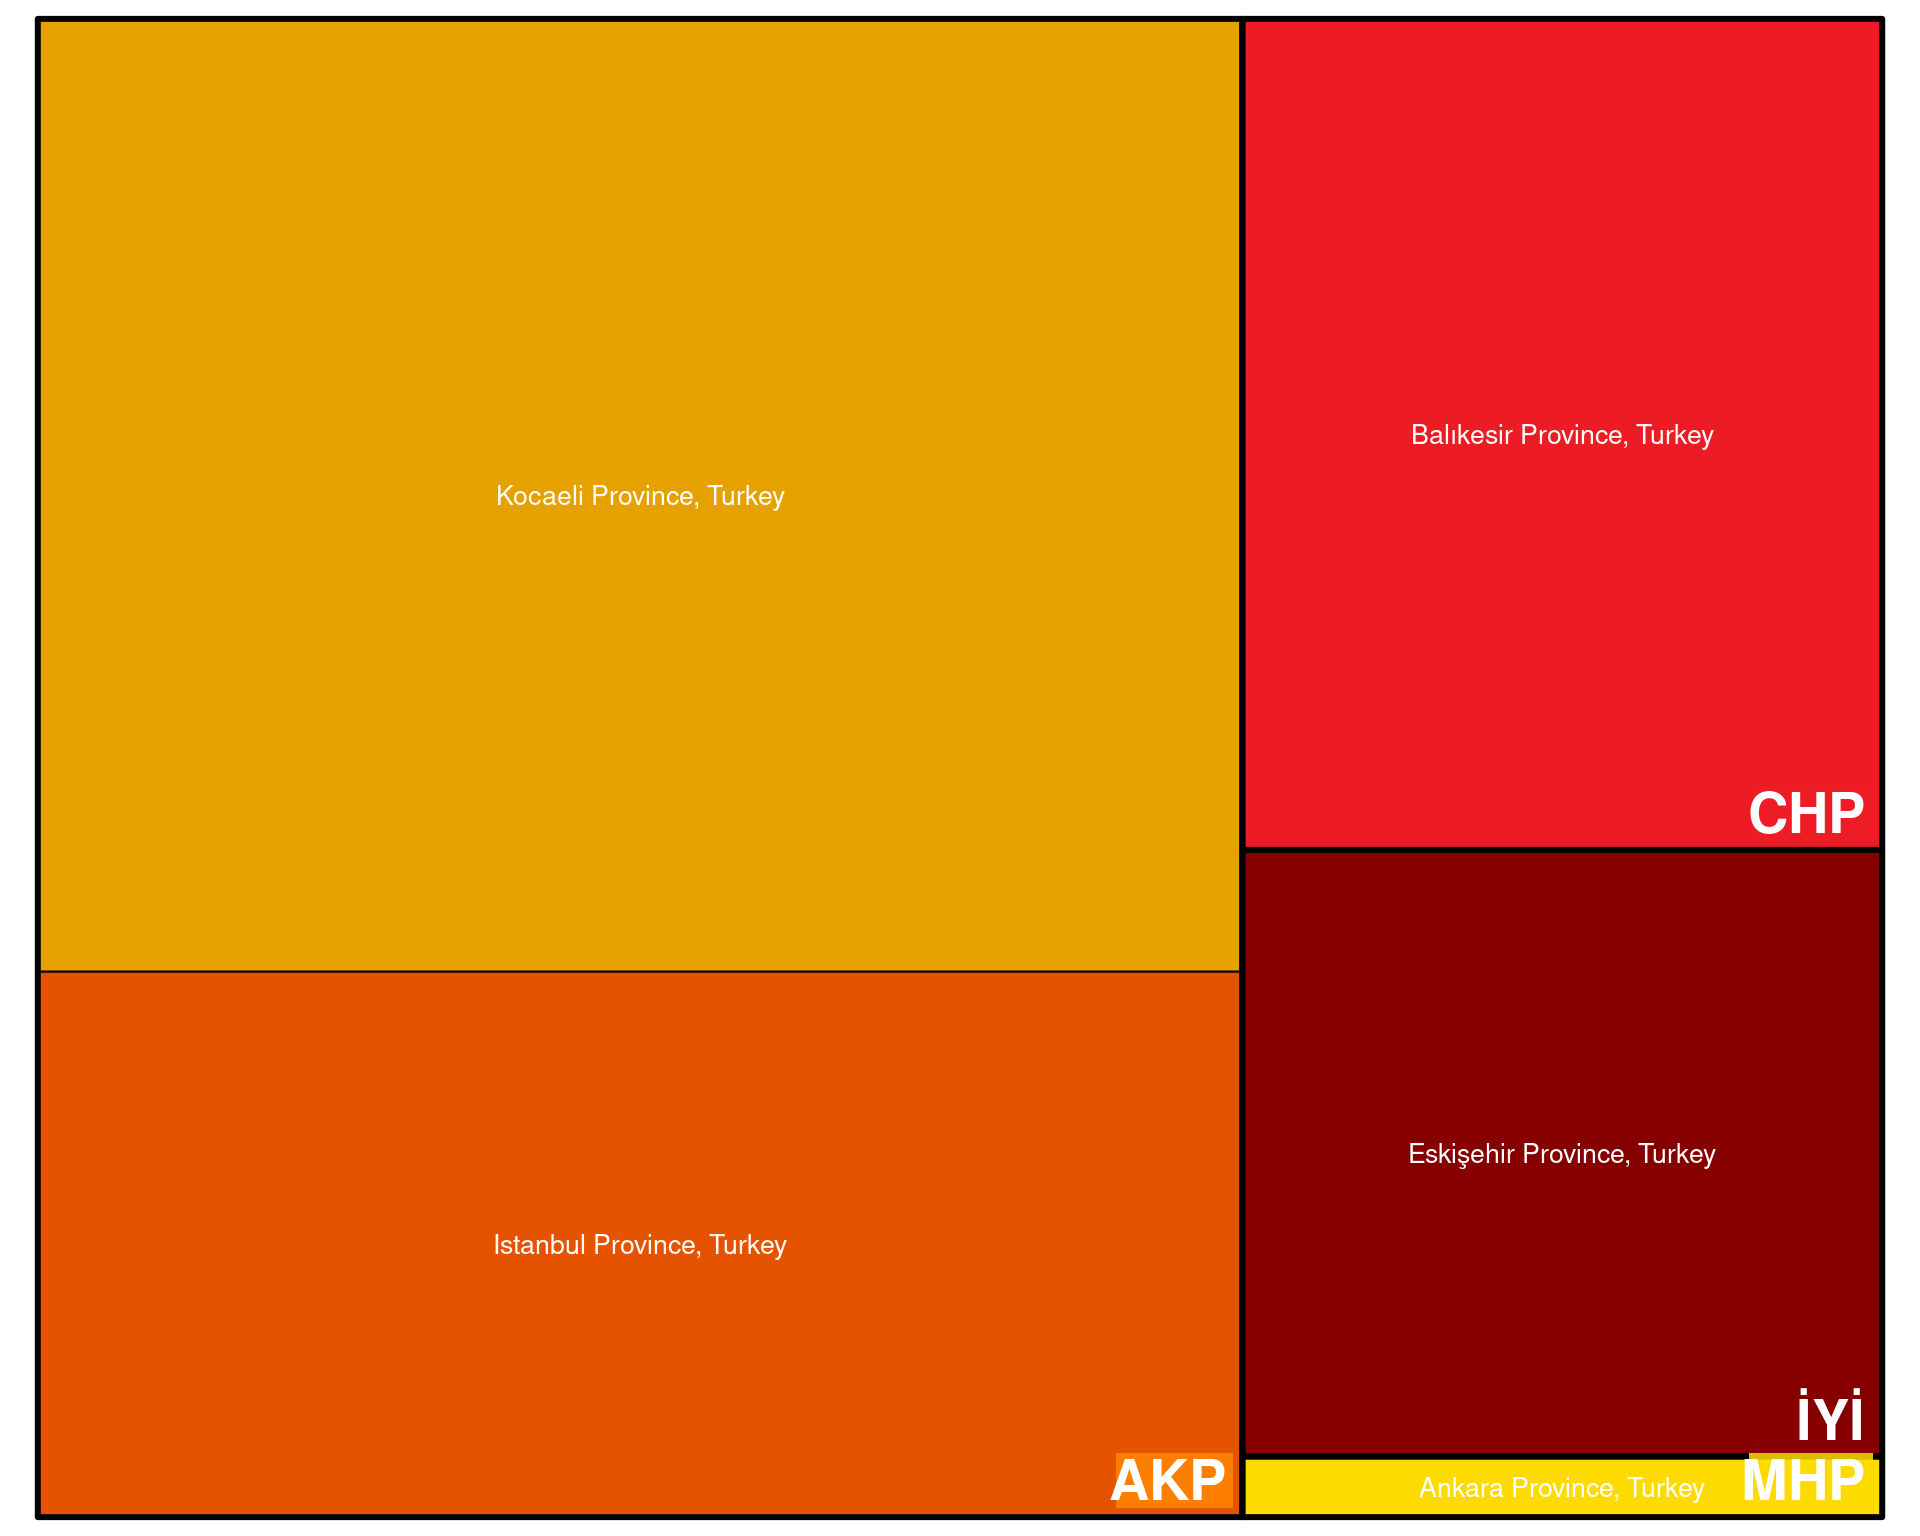 Kocaeli Province, Turkey
Istanbul Province, Turkey
AKP
Balıkesir Province, Turkey
CHP
Eskişehir Province, Turkey
İYİ
Ankara Province, Turkey
MHP